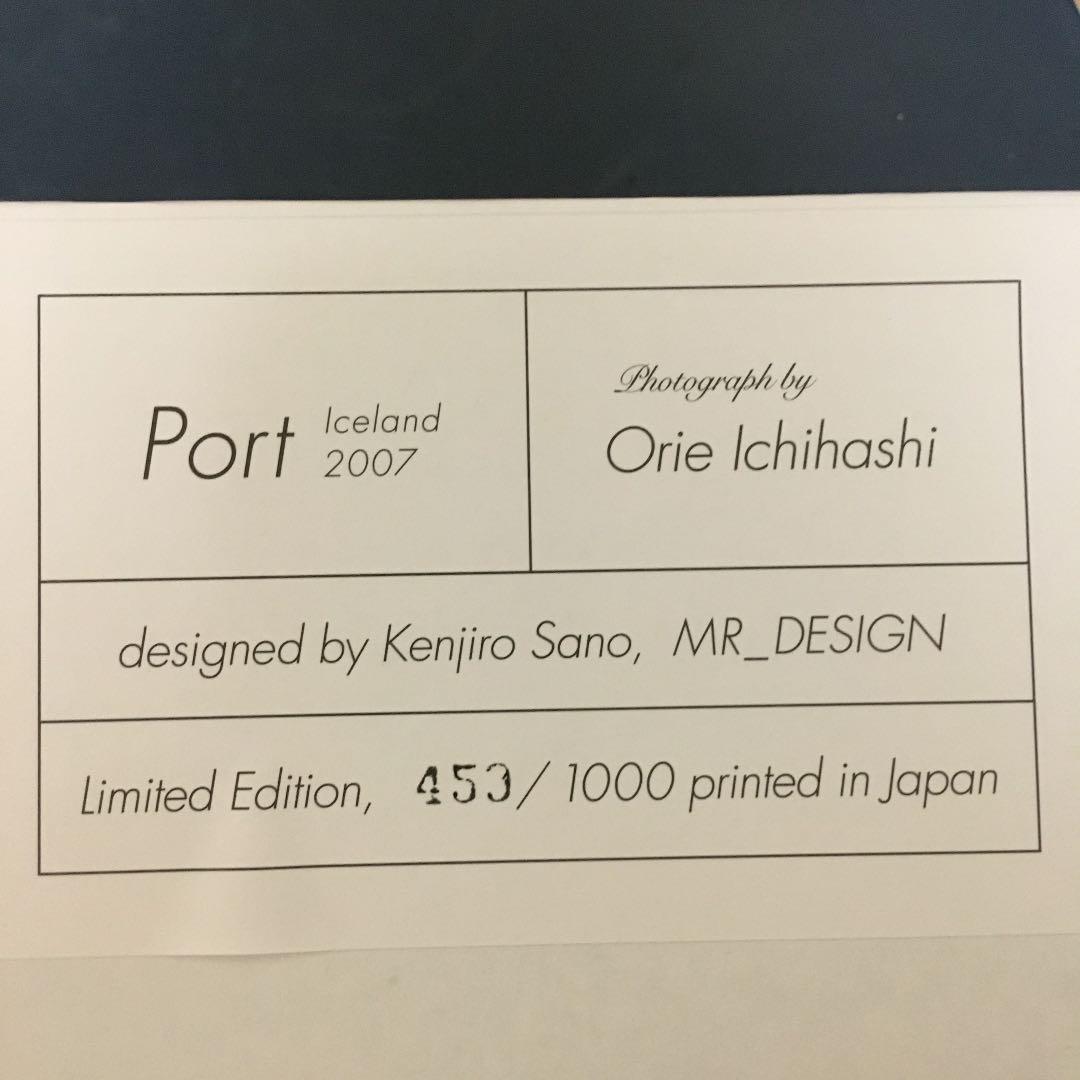 Port Iceland
2007
Photograph by
Orie Ichihashi
designed by Kenjiro Sano, MR_DESIGN
Limited Edition, 453/1000 printed in Japan